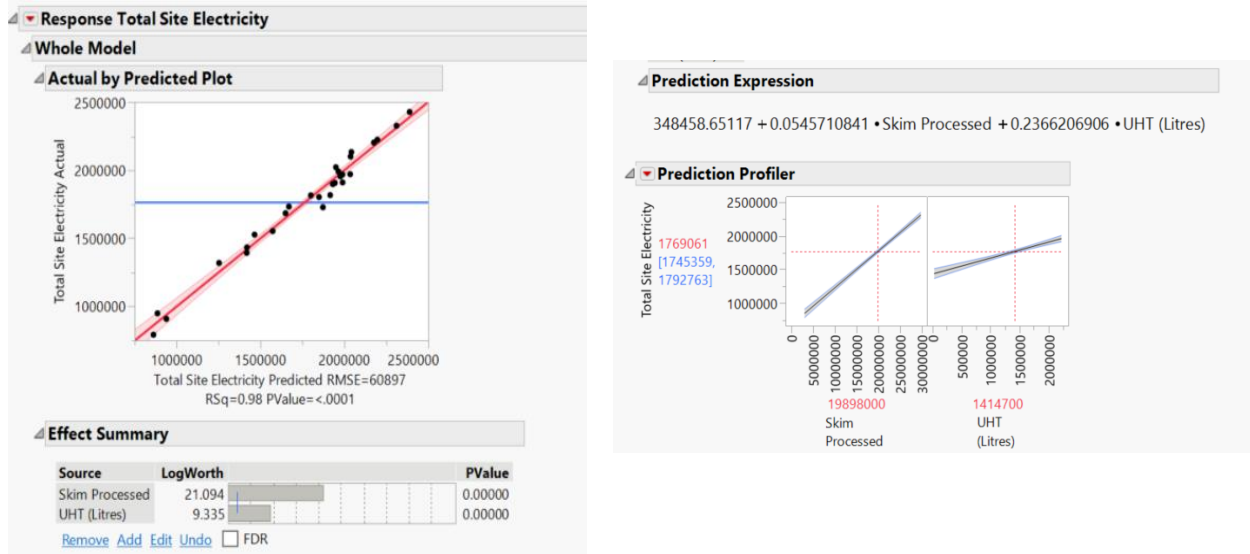 Response Total Site Electricity
Whole Model
Actual by Predicted Plot
2500000
2000000
1500000
1000000
Total Site Electricity Actual
1000000 1500000 2000000 2500000
Total Site Electricity Predicted RMSE=60897
RSq=0.98 PValue=<.0001
Effect Summary
Source LogWorth PValue
Skim Processed 21.094 0.00000
UHT (Litres) 9.335 0.00000
Remove Add Edit Undo FDR
Prediction Expression
348458.65117 + 0.0545710841 • Skim Processed + 0.2366206906 • UHT (Litres)
Prediction Profiler
Total Site Electricity
1769061
[1745359,
1792763]
2500000
2000000
1500000
1000000
0
5000000
10000000
15000000
20000000
25000000
30000000
0
500000
1000000
1500000
2000000
19898000
Skim
Processed
1414700
UHT
(Litres)